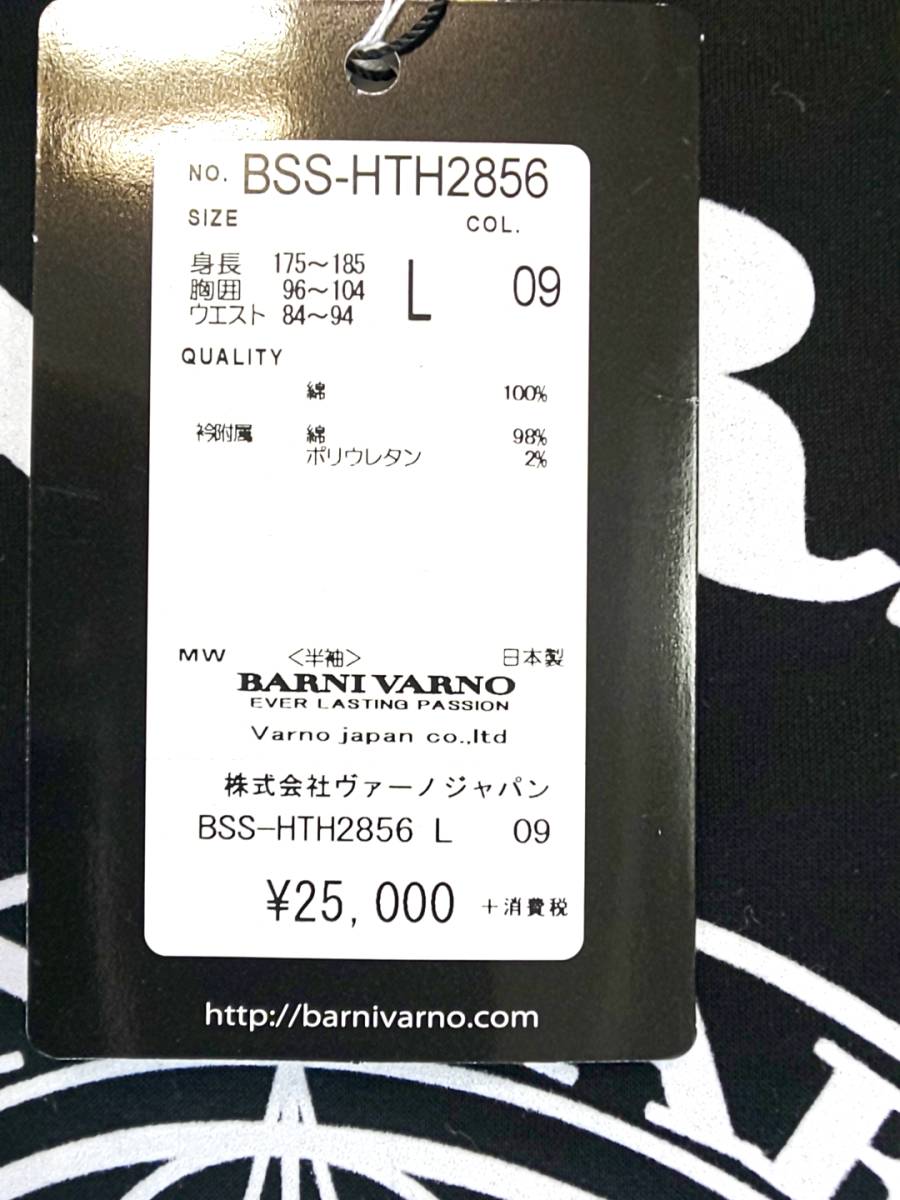 NO. BSS-HTH2856
SIZE COL.
身長 175～185
胸囲 96～104 L 09
ウエスト 84～94
QUALITY
綿 100%
衿附属 綿 98%
ポリウレタン 2%
MW <半袖> 日本製
BARNI VARNO
EVER LASTING PASSION
Varno japan co.,ltd
株式会社ヴァーノジャパン
BSS-HTH2856 L 09
¥25,000 +消費税
http://barnivarno.com